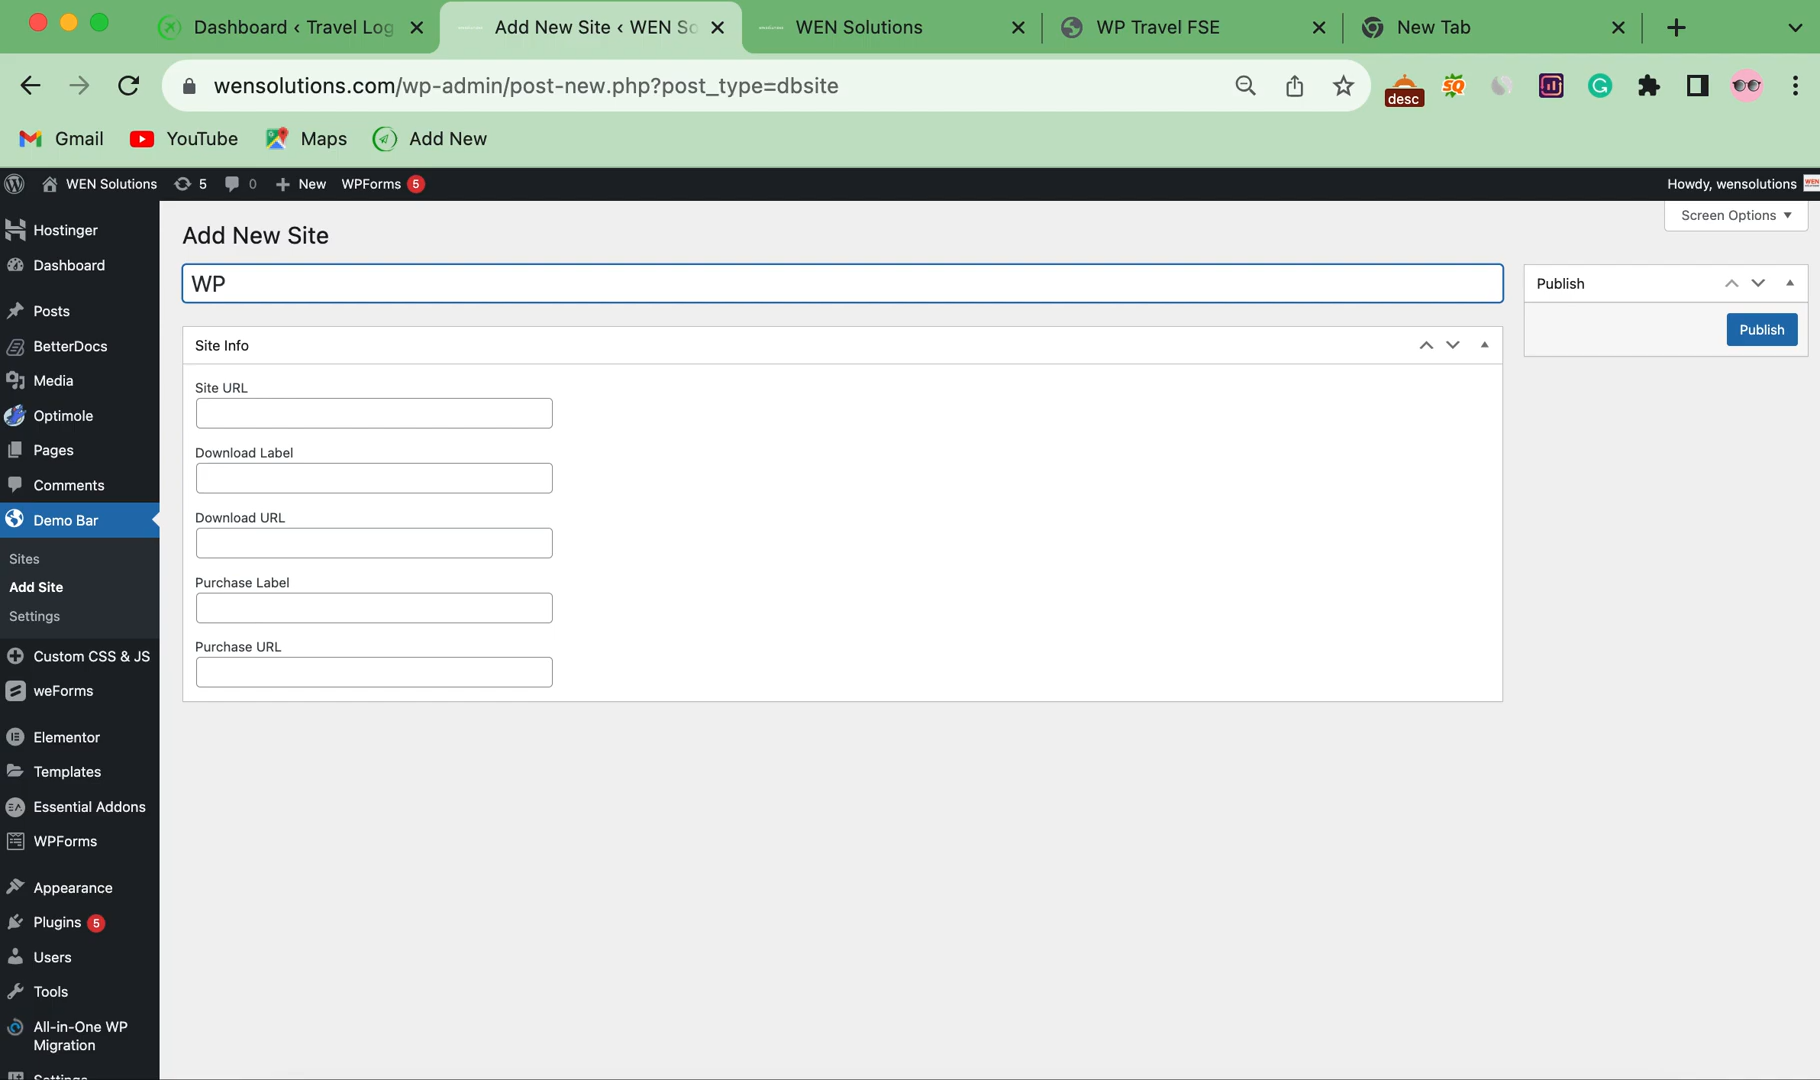 Dashboard ‹ Travel Log
Add New Site ‹ WEN So
WEN Solutions
WP Travel FSE
New Tab
wensolutions.com/wp-admin/post-new.php?post_type=dbsite
desc
SQ
Gmail
YouTube
Maps
Add New
WEN Solutions
5
0
New
WPForms
5
Howdy, wensolutions
WEN
Screen Options
Hostinger
Dashboard
Posts
BetterDocs
Media
Optimole
Pages
Comments
Demo Bar
Sites
Add Site
Settings
Custom CSS & JS
weForms
Elementor
Templates
Essential Addons
WPForms
Appearance
Plugins 5
Users
Tools
All-in-One WP
Migration
Settings
Add New Site
WP
Site Info
Site URL
Download Label
Download URL
Purchase Label
Purchase URL
Publish
Publish